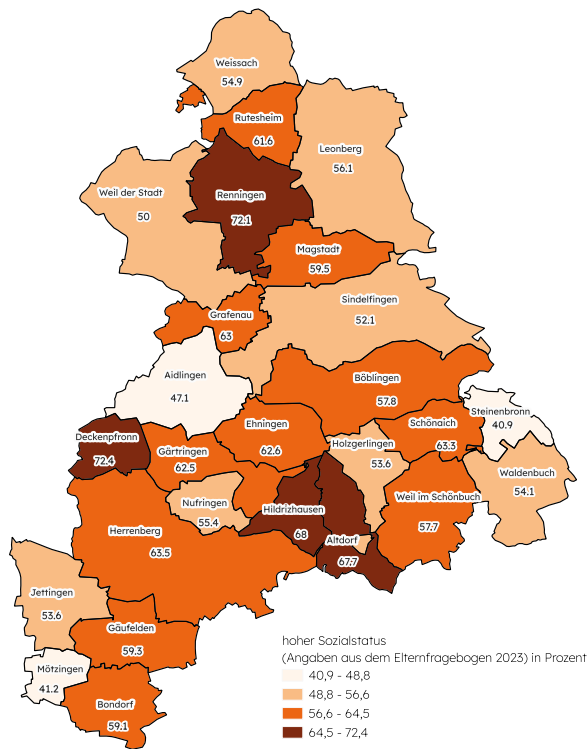 Weissach
54.9
Rutesheim
61.6
Leonberg
56.1
Weil der Stadt
50
Renningen
72.1
Magstadt
59.5
Sindelfingen
52.1
Grafenau
63
Aidlingen
47.1
Böblingen
57.8
Steinenbronn
40.9
Schönaich
63.3
Ehningen
62.6
Holzgerlingen
53.6
Deckenpfronn
72.4
Gärtringen
62.5
Waldenbuch
54.1
Nufringen
55.4
Hildrizhausen
68
Weil im Schönbuch
57.7
Herrenberg
63.5
Altdorf
67.7
Jettingen
53.6
Gäufelden
59.3
Mötzingen
41.2
Bondorf
59.1
hoher Sozialstatus
(Angaben aus dem Elternfragebogen 2023) in Prozent
40,9 - 48,8
48,8 - 56,6
56,6 - 64,5
64,5 - 72,4